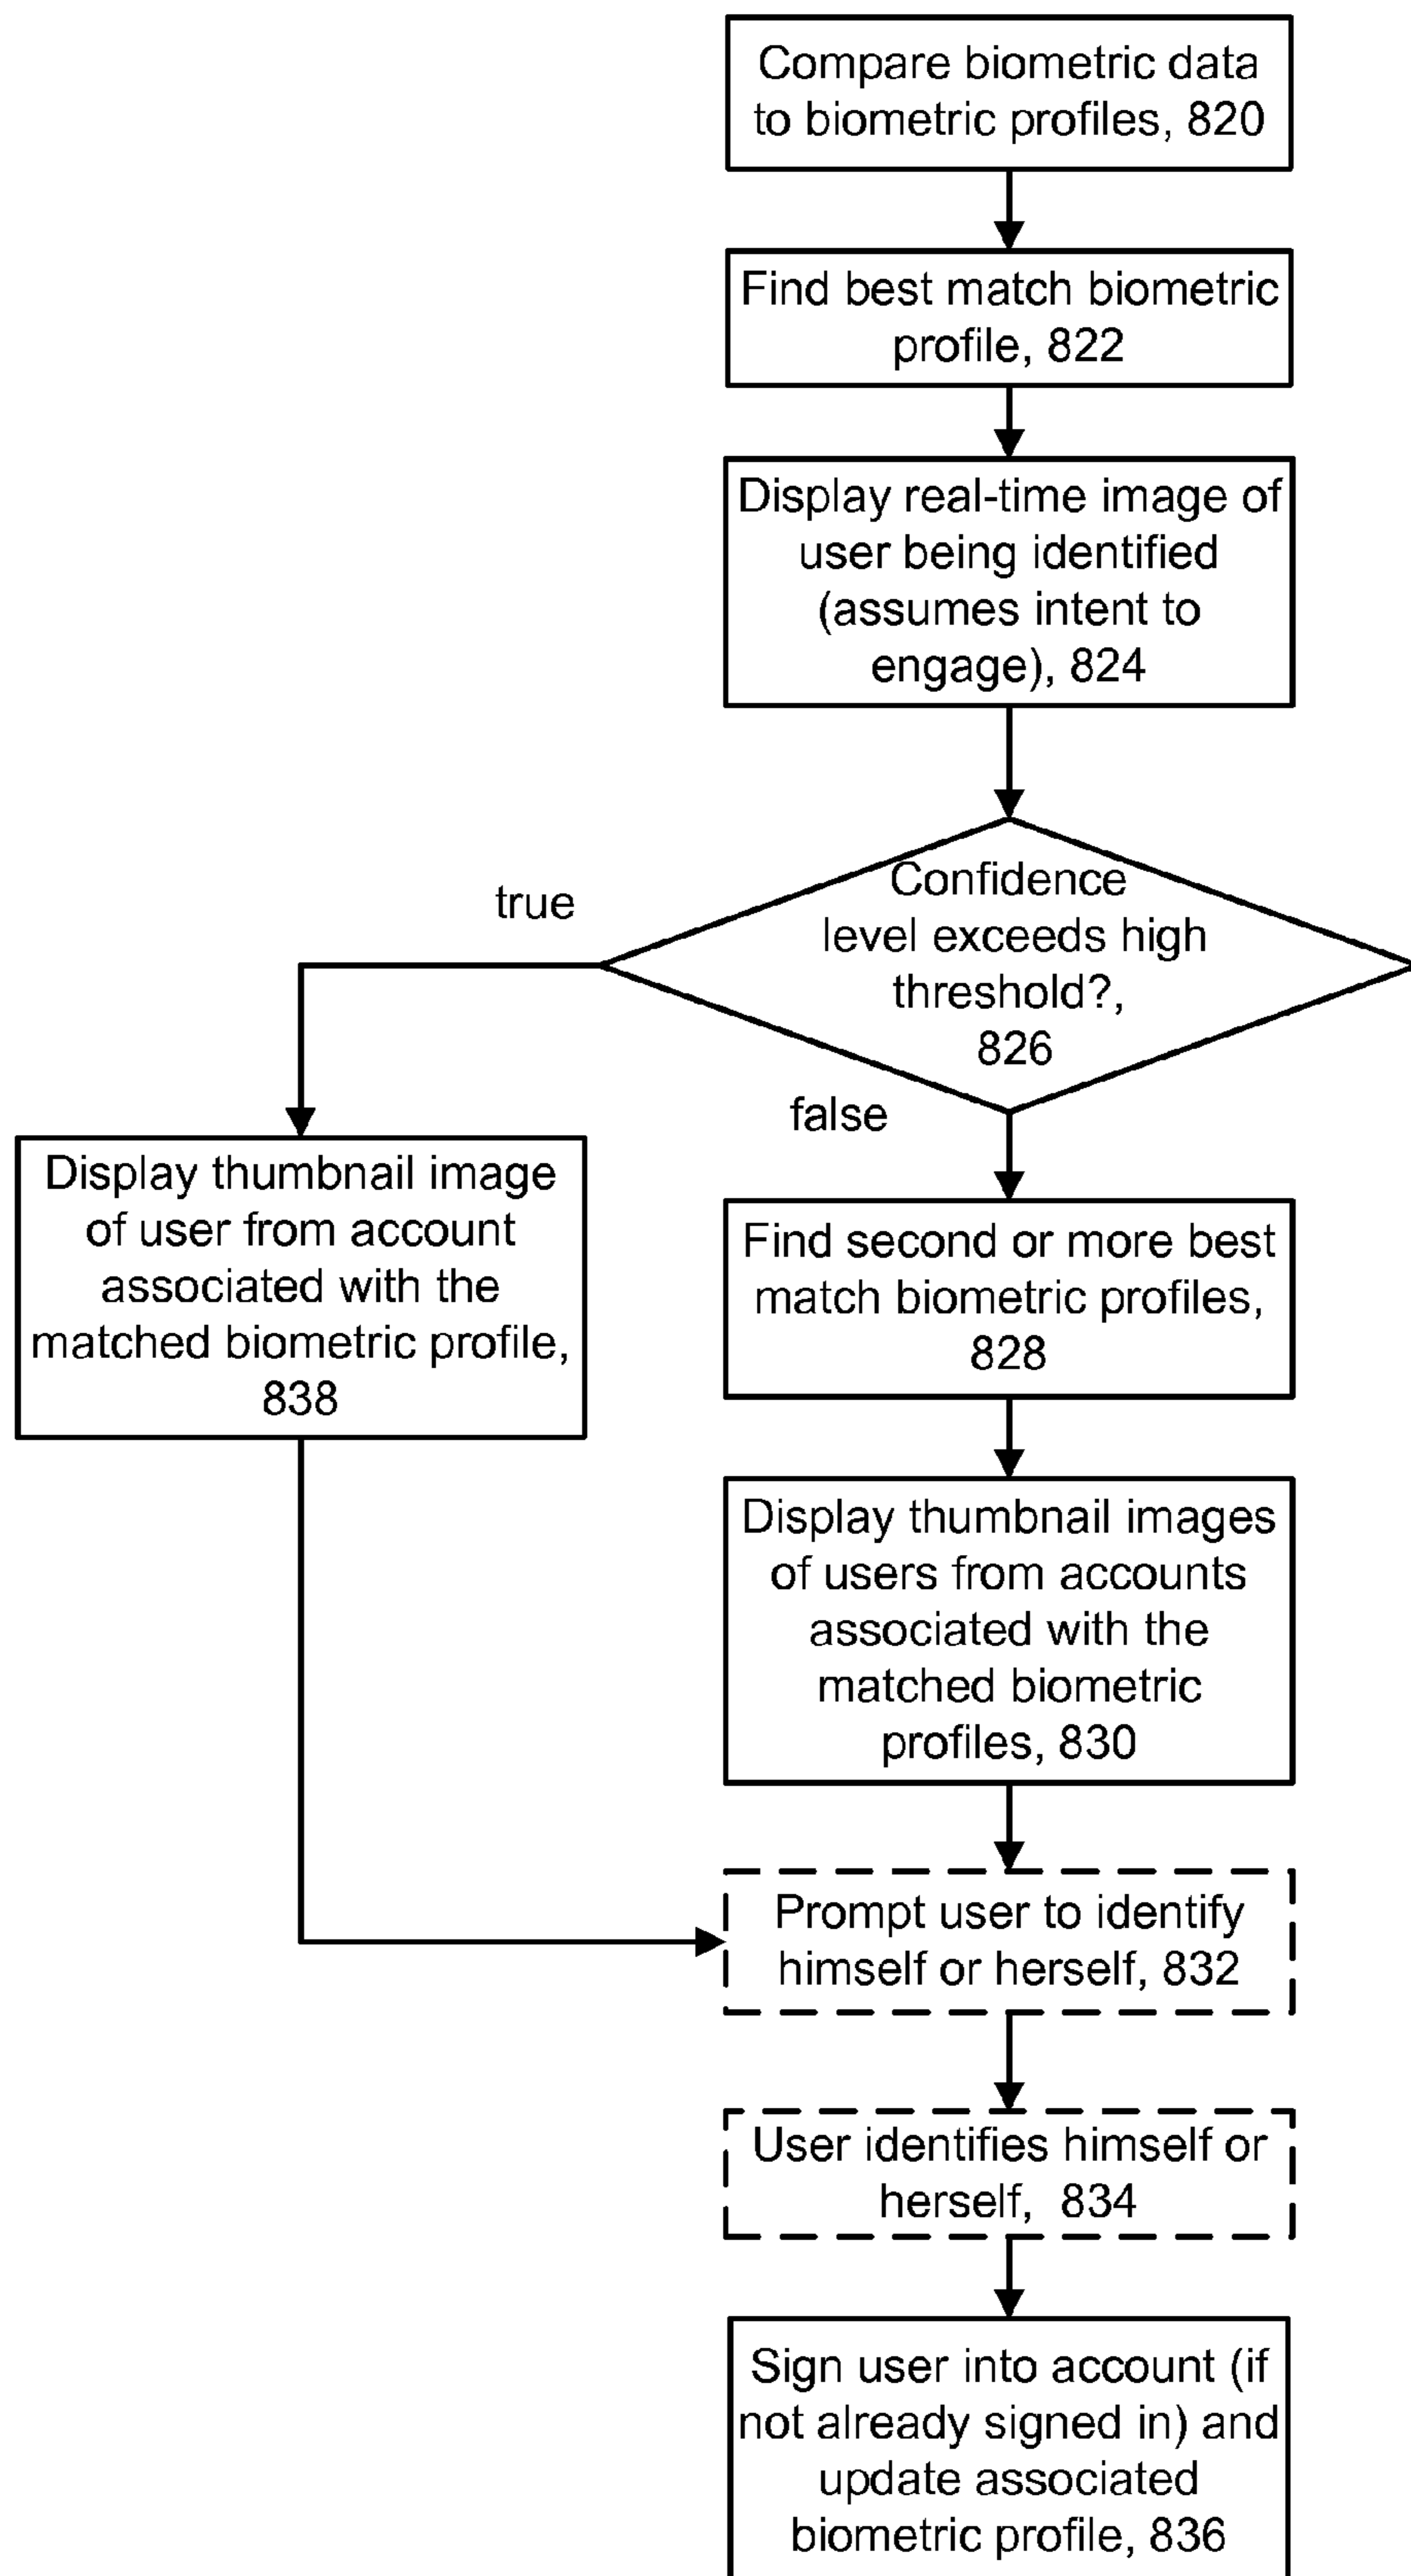 Compare biometric data
to biometric profiles, 820
Find best match biometric
profile, 822
Display real-time image of
user being identified
(assumes intent to
engage), 824
Confidence
level exceeds high
threshold?,
826
true
false
Display thumbnail image
of user from account
associated with the
matched biometric profile,
838
Find second or more best
match biometric profiles,
828
Display thumbnail images
of users from accounts
associated with the
matched biometric
profiles, 830
Prompt user to identify
himself or herself, 832
User identifies himself or
herself, 834
Sign user into account (if
not already signed in) and
update associated
biometric profile, 836